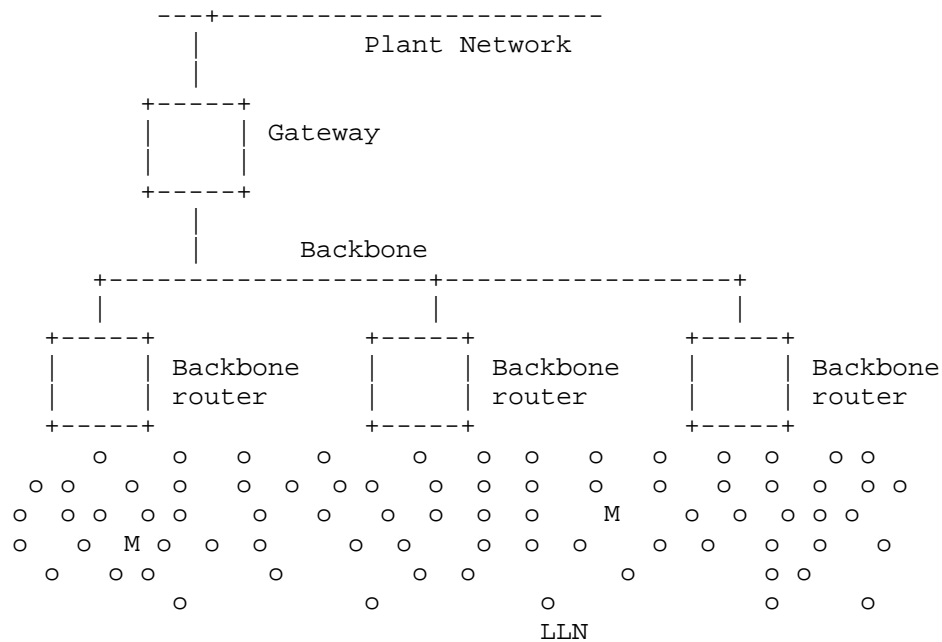 Plant Network
Gateway
Backbone
Backbone Backbone Backbone
router router router
o o o o o o o o o o o o o
o o o o o o o o o o o o o o o o o o
o o o o o o o o o o o M o o o o o
o o M o o o o o o o o o o o o o
o o o o o o o o o
o o o o o
LLN